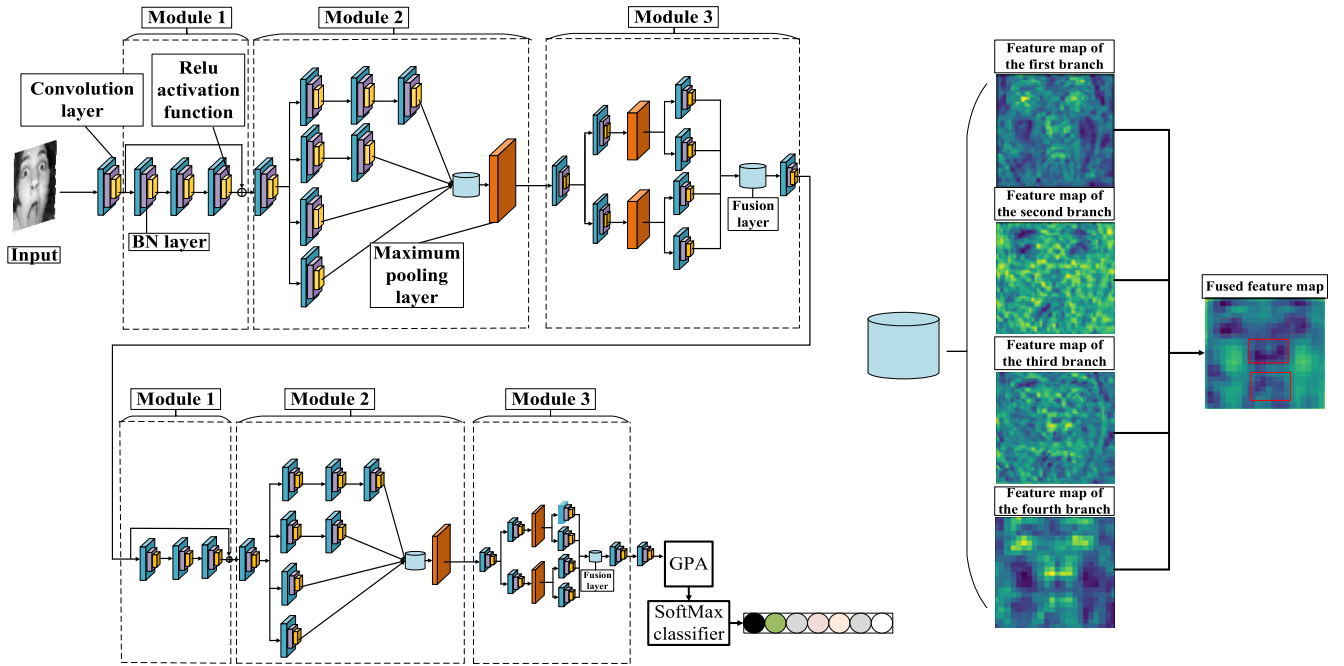 Module 1
Module 2
Module 3
Convolution
layer
Relu
activation
function
Input
BN layer
Maximum
pooling
layer
Fusion
layer
Module 1
Module 2
Module 3
Fusion
layer
GPA
SoftMax
classifier
Feature map of
the first branch
Feature map
of the second branch
Feature map of
the third branch
Feature map of
the fourth branch
Fused feature map